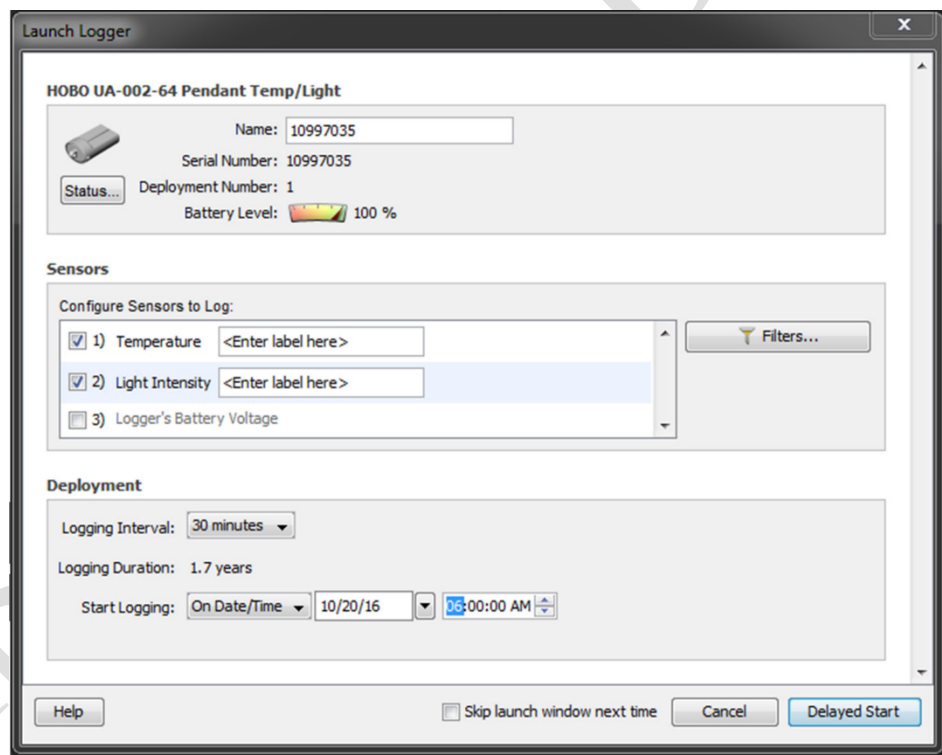 Launch Logger
x
HOBO UA-002-64 Pendant Temp/Light
Name: 10997035
Serial Number: 10997035
Status... Deployment Number: 1
Battery Level: 100 %
Sensors
Configure Sensors to Log:
1) Temperature <Enter label here>
Filters...
2) Light Intensity <Enter label here>
3) Logger's Battery Voltage
Deployment
Logging Interval: 30 minutes
Logging Duration: 1.7 years
Start Logging: On Date/Time 10/20/16 06:00:00 AM
Help Skip launch window next time Cancel Delayed Start